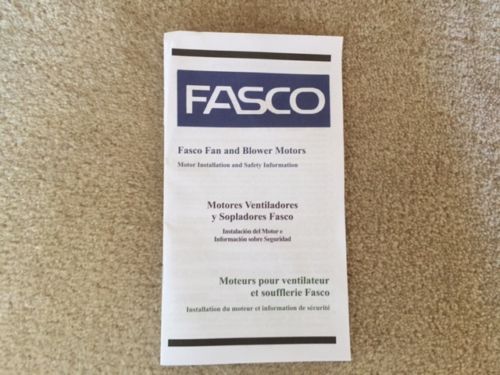 FASCO
Fasco Fan and Blower Motors
Motor Installation and Safety Information
Motores Ventiladores
y Sopladores Fasco
Instalación del Motor e
Información sobre Seguridad
Moteurs pour ventilateur
et soufflerie Fasco
Installation du moteur et information de sécurité